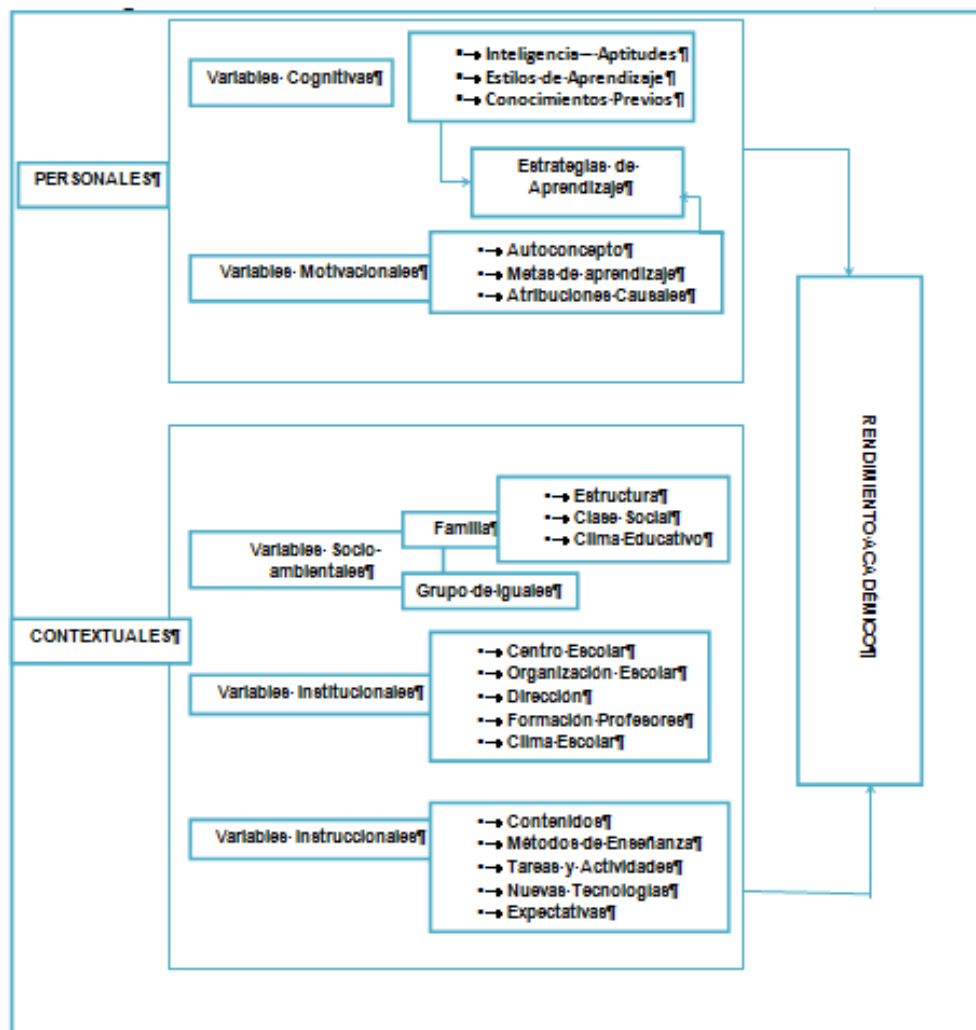 ¶
Variables· Cognitivas¶
▪→ Inteligencia-–Aptitudes¶
▪→ Estilos·de·Aprendizaje¶
▪→ Conocimientos·Previos¶
PERSONALES¶
Estrategias· de·
Aprendizaje¶
Variables· Motivacionales¶
▪→ Autoconcepto¶
▪→ Metas·de·aprendizaje¶
▪→ Atribuciones·Causales¶
RENDIMIENTO·ACADÉMICO¶
Variables· Socio-
ambientales¶
Familia¶
▪→ Estructura¶
▪→ Clase· Social¶
▪→ Clima·Educativo¶
Grupo·de·Iguales¶
CONTEXTUALES¶
Variables· Institucionales¶
▪→ Centro·Escolar¶
▪→ Organización· Escolar¶
▪→ Dirección¶
▪→ Formación·Profesores¶
▪→ Clima·Escolar¶
Variables· Instruccionales¶
▪→ Contenidos¶
▪→ Métodos·de·Enseñanza¶
▪→ Tareas· y· Actividades¶
▪→ Nuevas·Tecnologías¶
▪→ Expectativas¶